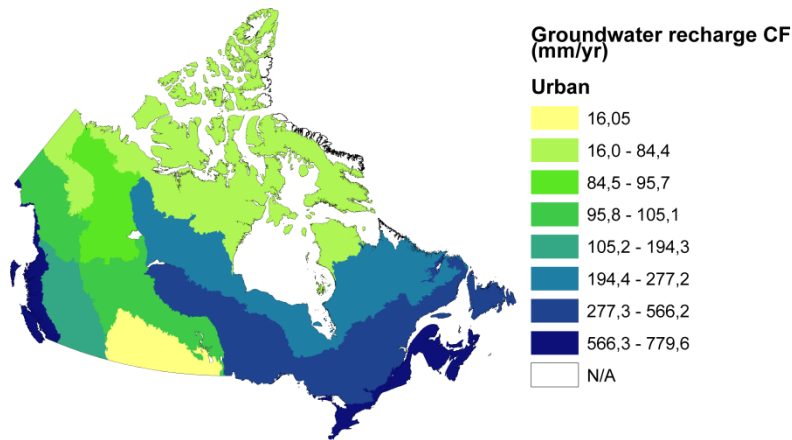 Groundwater recharge CF
(mm/yr)
Urban
16,05
16,0 - 84,4
84,5 - 95,7
95,8 - 105,1
105,2 - 194,3
194,4 - 277,2
277,3 - 566,2
566,3 - 779,6
N/A